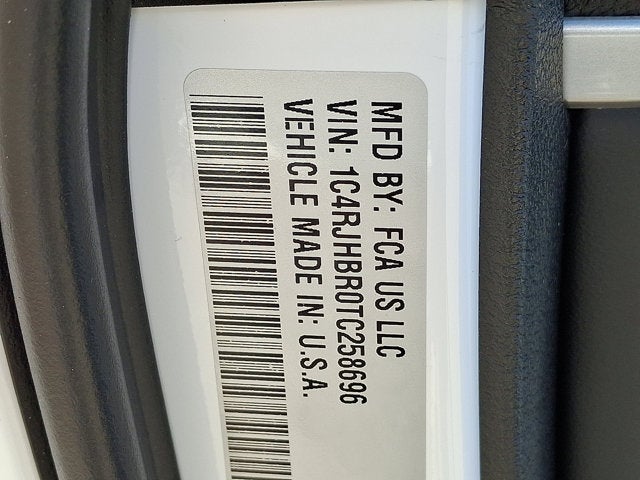 MFD BY: FCA US LLC
VIN: 1C4RJHBR0TC258696
VEHICLE MADE IN: U.S.A.